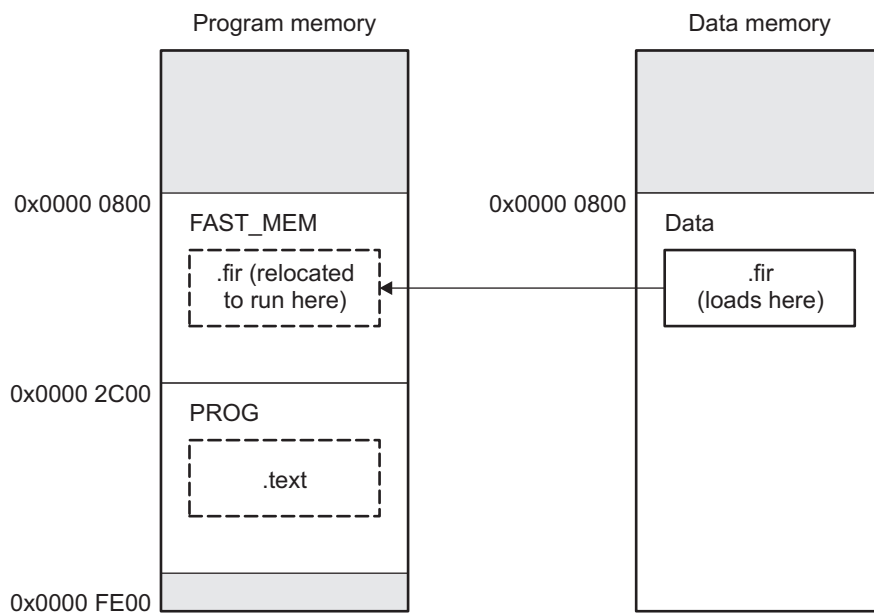 Program memory
Data memory
0x0000 0800
FAST_MEM
.fir (relocated
to run here)
0x0000 2C00
PROG
.text
0x0000 FE00
0x0000 0800
Data
.fir
(loads here)